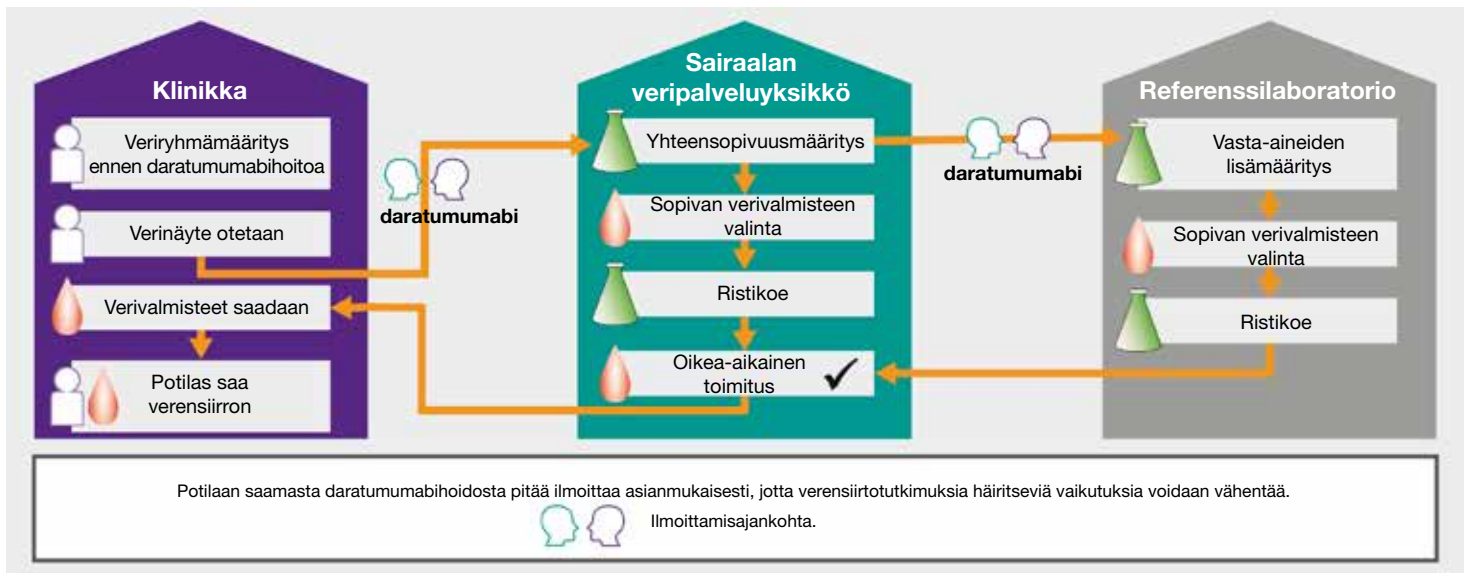 Klinikka
Veriryhmämääritys
ennen daratumumabihoitoa
Verinäyte otetaan
Verivalmisteet saadaan
Potilas saa
verensiirron
daratumumabi
Sairaalan
veripalveluyksikkö
Yhteensopivuusmääritys
Sopivan verivalmisteen
valinta
Ristikoe
Oikea-aikainen
toimitus
daratumumabi
Referenssilaboratorio
Vasta-aineiden
lisämääritys
Sopivan verivalmisteen
valinta
Ristikoe
Potilaan saamasta daratumumabihoidosta pitää ilmoittaa asianmukaisesti, jotta verensiirtotutkimuksia häiritseviä vaikutuksia voidaan vähentää.
Ilmoittamisajankohta.